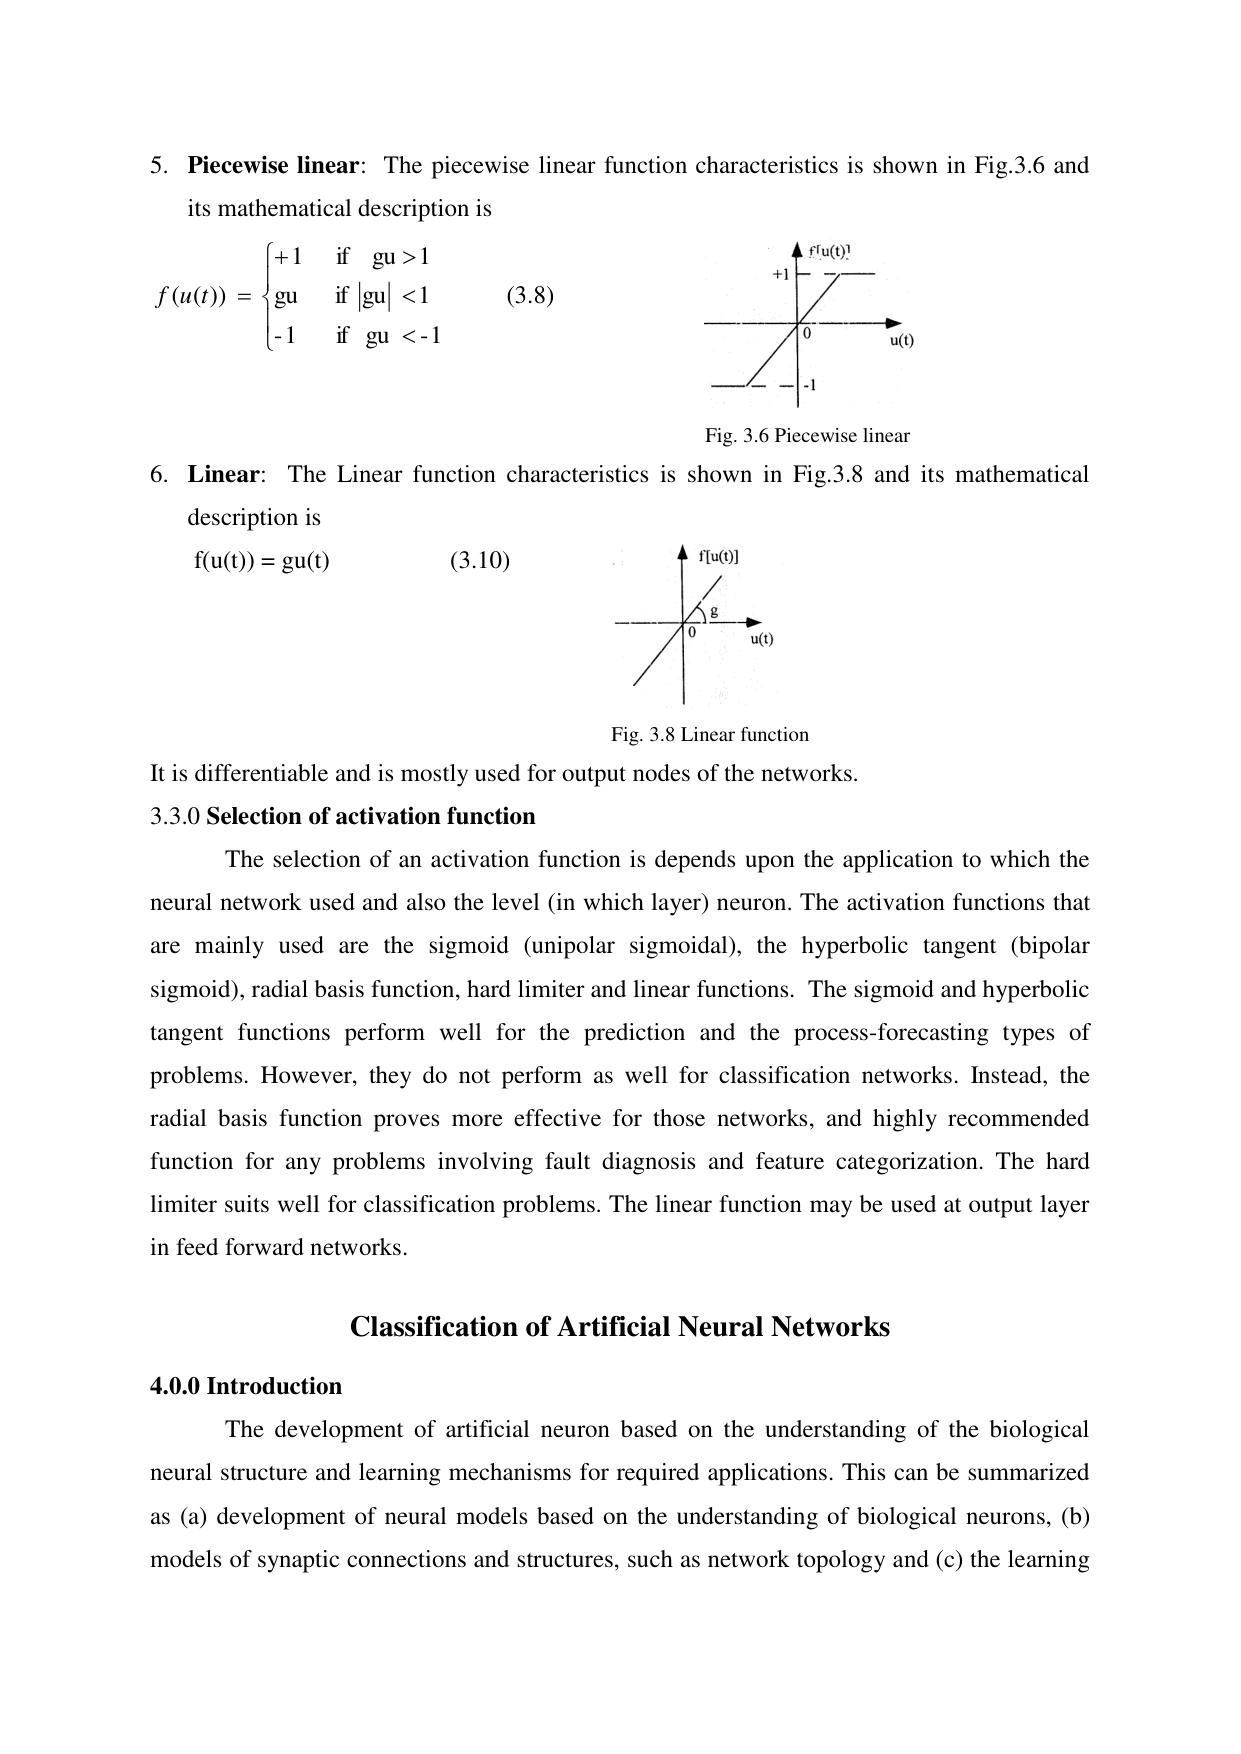 5. Piecewise linear: The piecewise linear function characteristics is shown in Fig.3.6 and
its mathematical description is
f(u(t)) = { +1 if gu > 1
gu if |gu| < 1 (3.8)
-1 if gu < -1
f[u(t)]
+1
0
u(t)
-1
Fig. 3.6 Piecewise linear
6. Linear: The Linear function characteristics is shown in Fig.3.8 and its mathematical
description is
f(u(t)) = gu(t) (3.10)
f[u(t)]
g
0
u(t)
Fig. 3.8 Linear function
It is differentiable and is mostly used for output nodes of the networks.
3.3.0 Selection of activation function
The selection of an activation function is depends upon the application to which the
neural network used and also the level (in which layer) neuron. The activation functions that
are mainly used are the sigmoid (unipolar sigmoidal), the hyperbolic tangent (bipolar
sigmoid), radial basis function, hard limiter and linear functions. The sigmoid and hyperbolic
tangent functions perform well for the prediction and the process-forecasting types of
problems. However, they do not perform as well for classification networks. Instead, the
radial basis function proves more effective for those networks, and highly recommended
function for any problems involving fault diagnosis and feature categorization. The hard
limiter suits well for classification problems. The linear function may be used at output layer
in feed forward networks.
Classification of Artificial Neural Networks
4.0.0 Introduction
The development of artificial neuron based on the understanding of the biological
neural structure and learning mechanisms for required applications. This can be summarized
as (a) development of neural models based on the understanding of biological neurons, (b)
models of synaptic connections and structures, such as network topology and (c) the learning